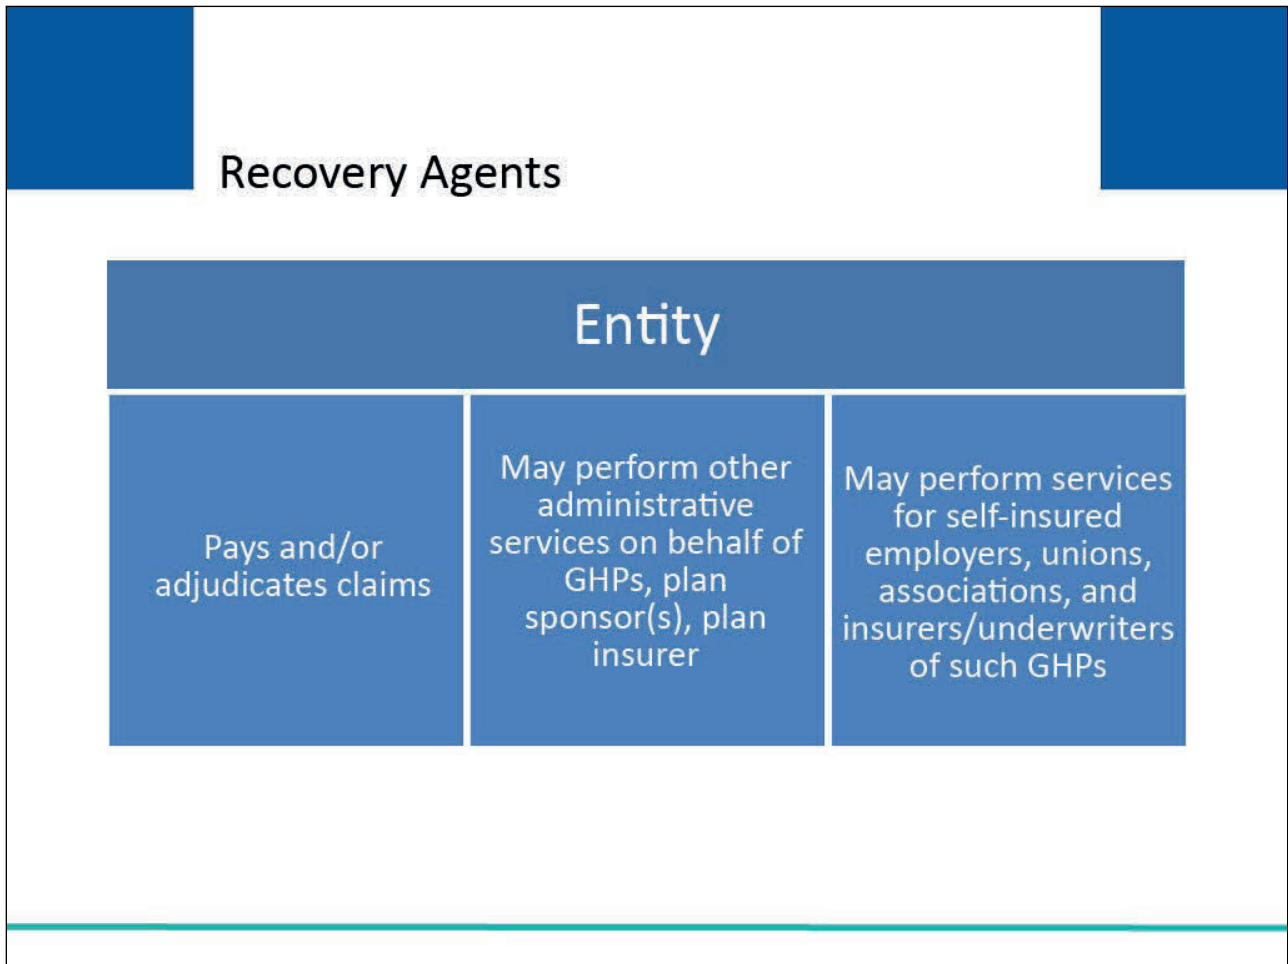 Recovery Agents
Entity
Pays and/or
adjudicates claims
May perform other
administrative
services on behalf of
GHPs, plan
sponsor(s), plan
insurer
May perform services
for self-insured
employers, unions,
associations, and
insurers/underwriters
of such GHPs